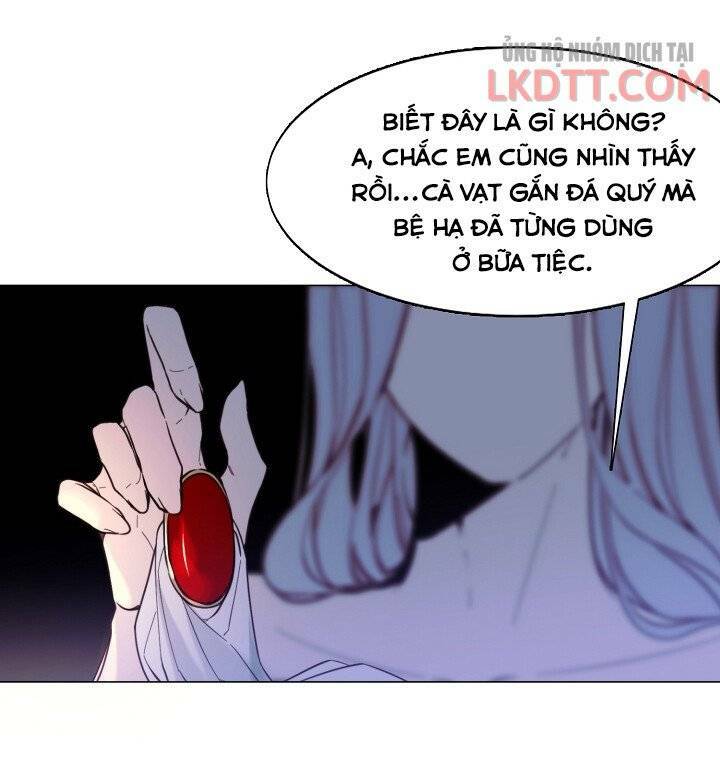 ỦNG HỘ NHÓM DỊCH TẠI
LKDTT.COM
BIẾT ĐÂY LÀ GÌ KHÔNG?
A, CHẮC EM CŨNG NHÌN THẤY
RỒI...CÀ VẠT GẮN ĐÁ QUÝ MÀ
BỆ HẠ ĐÃ TỪNG DÙNG
Ở BỮA TIỆC.